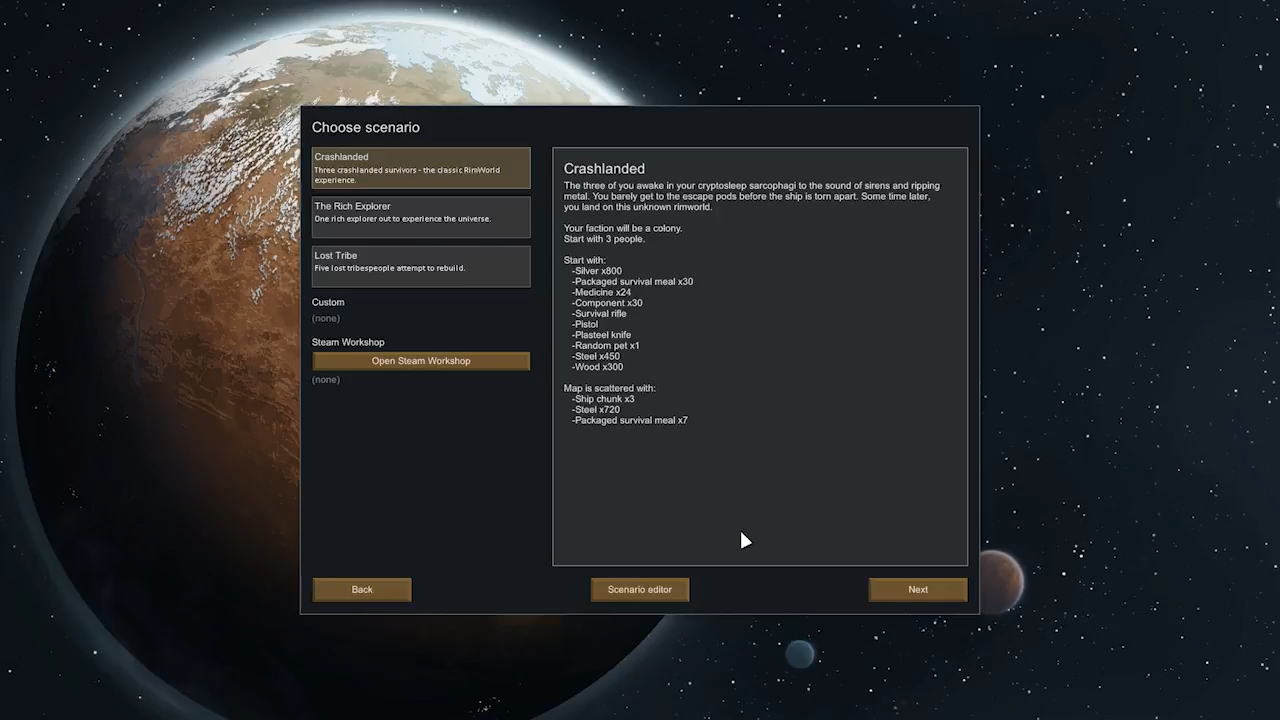 Choose scenario
Crashlanded
Three crashlanded survivors - the classic RimWorld
experience.
The Rich Explorer
One rich explorer out to experience the universe.
Lost Tribe
Five lost tribespeople attempt to rebuild.
Custom
(none)
Steam Workshop
Open Steam Workshop
(none)
Crashlanded
The three of you awake in your cryptosleep sarcophagi to the sound of sirens and ripping
metal. You barely get to the escape pods before the ship is torn apart. Some time later,
you land on this unknown rimworld.
Your faction will be a colony.
Start with 3 people.
Start with:
-Silver x800
-Packaged survival meal x30
-Medicine x24
-Component x30
-Survival rifle
-Pistol
-Plasteel knife
-Random pet x1
-Steel x450
-Wood x300
Map is scattered with:
-Ship chunk x3
-Steel x720
-Packaged survival meal x7
Back
Scenario editor
Next